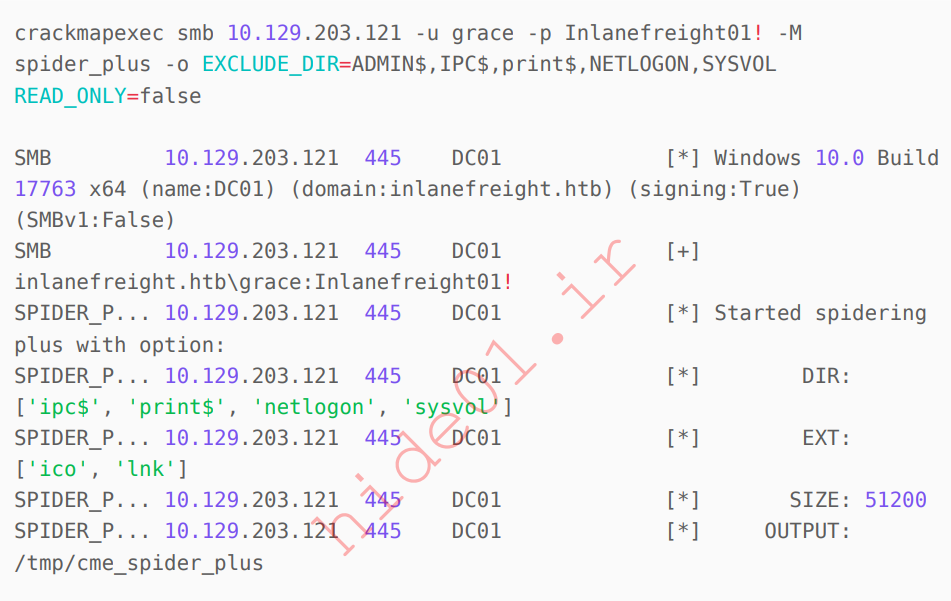 crackmapexec smb 10.129.203.121 -u grace -p Inlanefreight01! -M
spider_plus -o EXCLUDE_DIR=ADMIN$,IPC$,print$,NETLOGON,SYSVOL
READ_ONLY=false
SMB 10.129.203.121 445 DC01 [*] Windows 10.0 Build
17763 x64 (name:DC01) (domain:inlanefreight.htb) (signing:True)
(SMBv1:False)
SMB 10.129.203.121 445 DC01 [+]
inlanefreight.htb\grace:Inlanefreight01!
SPIDER_P... 10.129.203.121 445 DC01 [*] Started spidering
plus with option:
SPIDER_P... 10.129.203.121 445 DC01 [*] DIR:
['ipc$', 'print$', 'netlogon', 'sysvol']
SPIDER_P... 10.129.203.121 445 DC01 [*] EXT:
['ico', 'lnk']
SPIDER_P... 10.129.203.121 445 DC01 [*] SIZE: 51200
SPIDER_P... 10.129.203.121 445 DC01 [*] OUTPUT:
/tmp/cme_spider_plus
hide01.ir